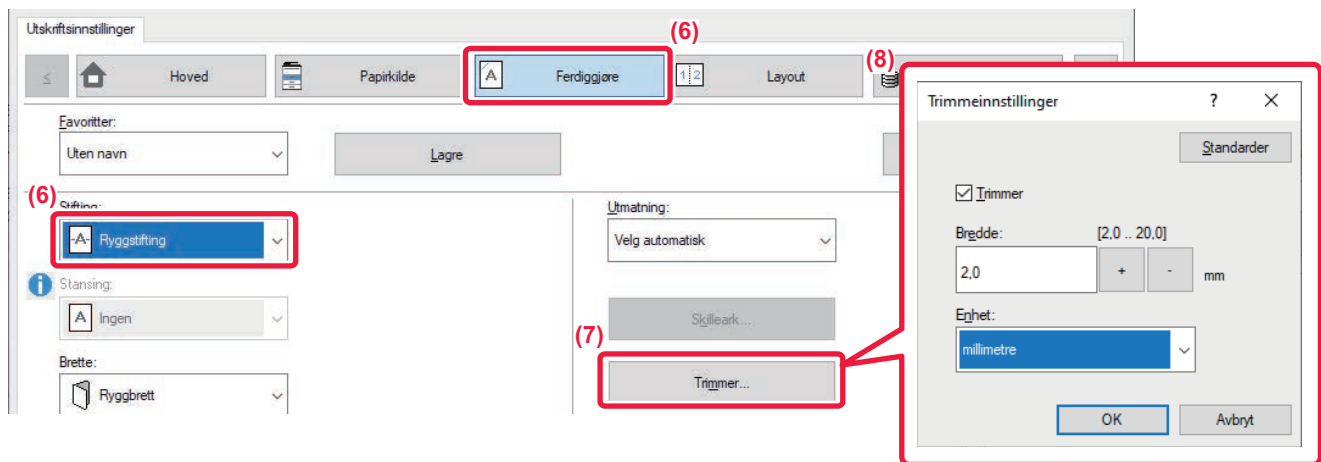 Utskriftsinnstillinger
(6)
Hoved
Papirkilde
A
Ferdiggjøre
1 2
Layout
(8)
Favoritter:
Uten navn
Lagre
(6)
Stifting:
-A- Ryggstifting
Utmatning:
Velg automatisk
i Stansing:
A Ingen
Skilleark...
(7)
Brette:
Ryggbrett
Trimmer...
Trimmeinnstillinger ? X
Standarder
Trimmer
Bredde: [2,0 .. 20,0]
2,0 + - mm
Enhet:
millimetre
OK Avbryt